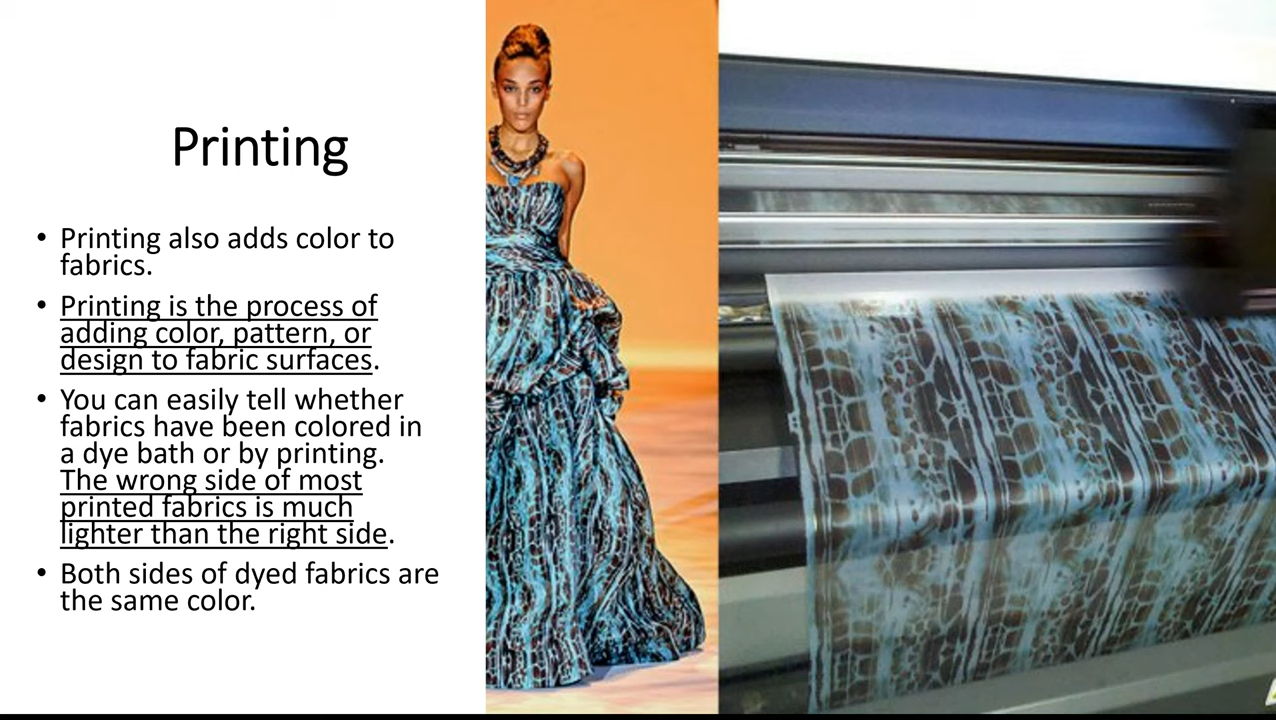 Printing
• Printing also adds color to
fabrics.
• Printing is the process of
adding color, pattern, or
design to fabric surfaces.
• You can easily tell whether
fabrics have been colored in
a dye bath or by printing.
The wrong side of most
printed fabrics is much
lighter than the right side.
• Both sides of dyed fabrics are
the same color.